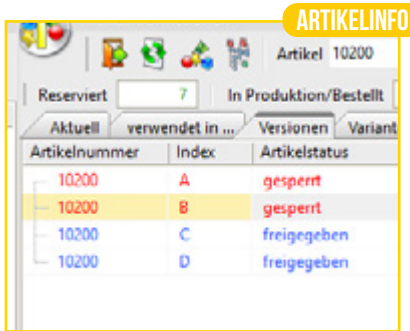 ARTIKELINFO
Artikel 10200
Reserviert 7 In Produktion/Bestellt
Aktuell verwendet in ... Versionen Variant
Artikelnummer Index Artikelstatus
10200 A gesperrt
10200 B gesperrt
10200 C freigegeben
10200 D freigegeben